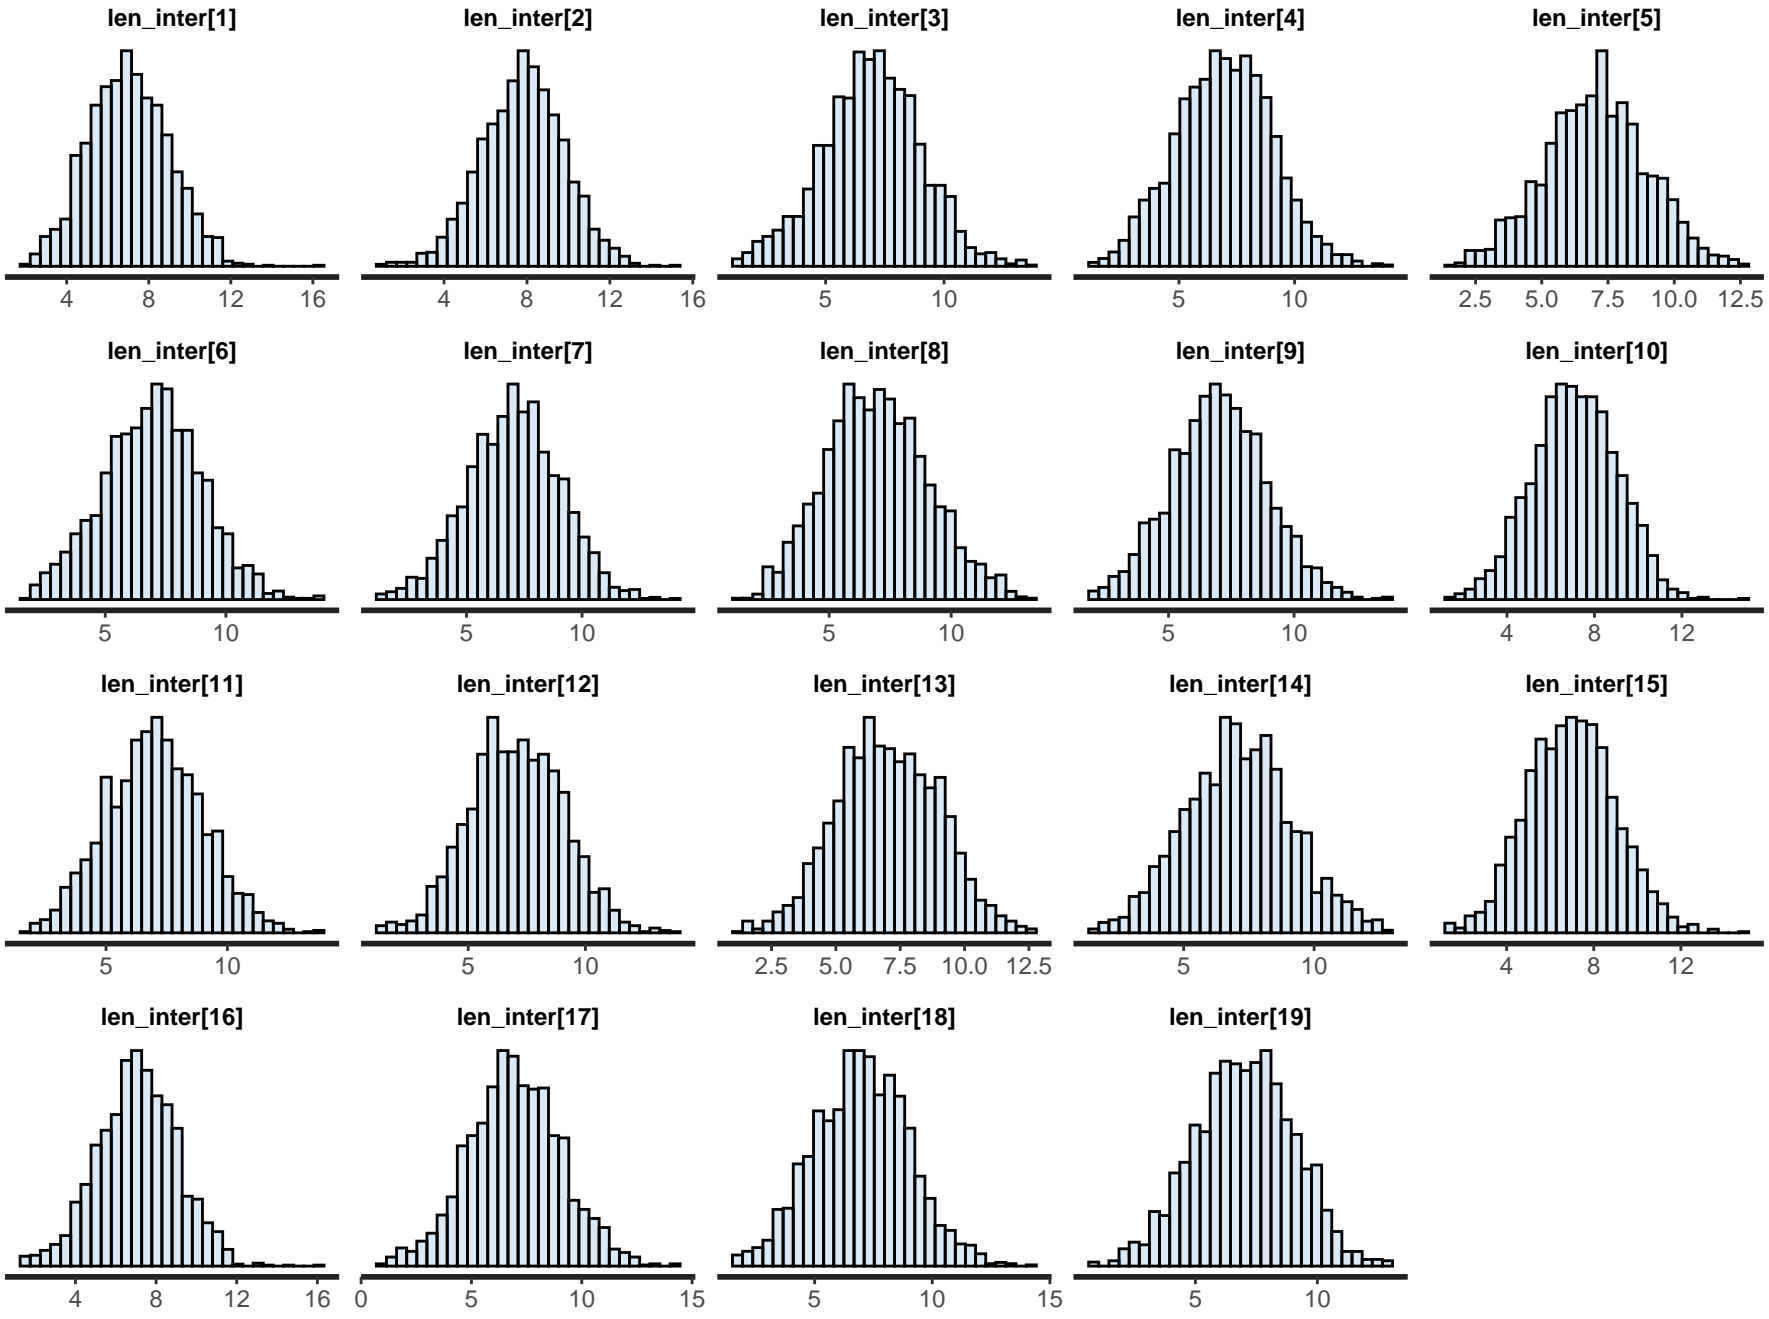 len_inter[1] len_inter[2] len_inter[3] len_inter[4] len_inter[5]
4 8 12 16 4 8 12 16 5 10 5 10 2.5 5.0 7.5 10.0 12.5
len_inter[6] len_inter[7] len_inter[8] len_inter[9] len_inter[10]
5 10 5 10 5 10 5 10 4 8 12
len_inter[11] len_inter[12] len_inter[13] len_inter[14] len_inter[15]
5 10 5 10 2.5 5.0 7.5 10.0 12.5 5 10 4 8 12
len_inter[16] len_inter[17] len_inter[18] len_inter[19]
4 8 12 16 0 5 10 15 5 10 15 5 10